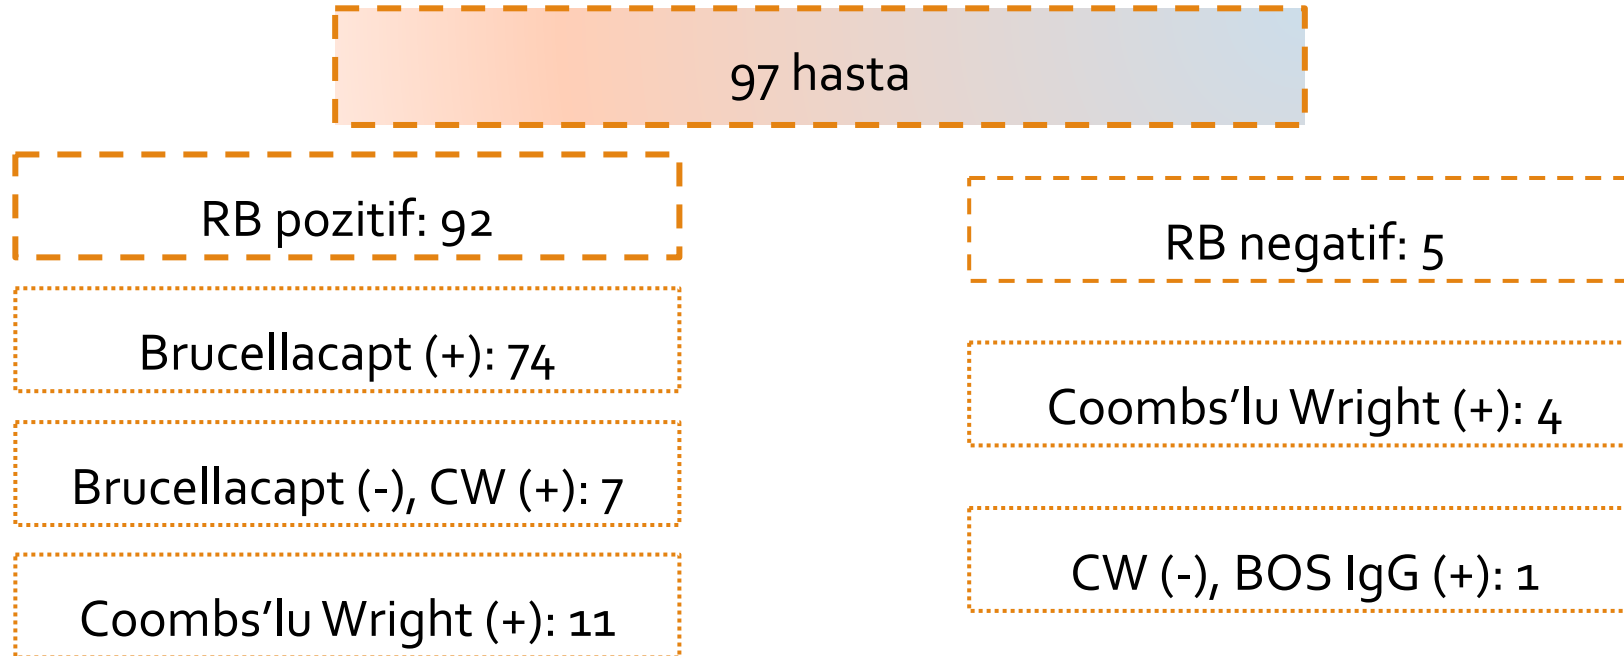 97 hasta
RB pozitif: 92
Brucellacapt (+): 74
Brucellacapt (-), CW (+): 7
Coombs’lu Wright (+): 11
RB negatif: 5
Coombs’lu Wright (+): 4
CW (-), BOS IgG (+): 1